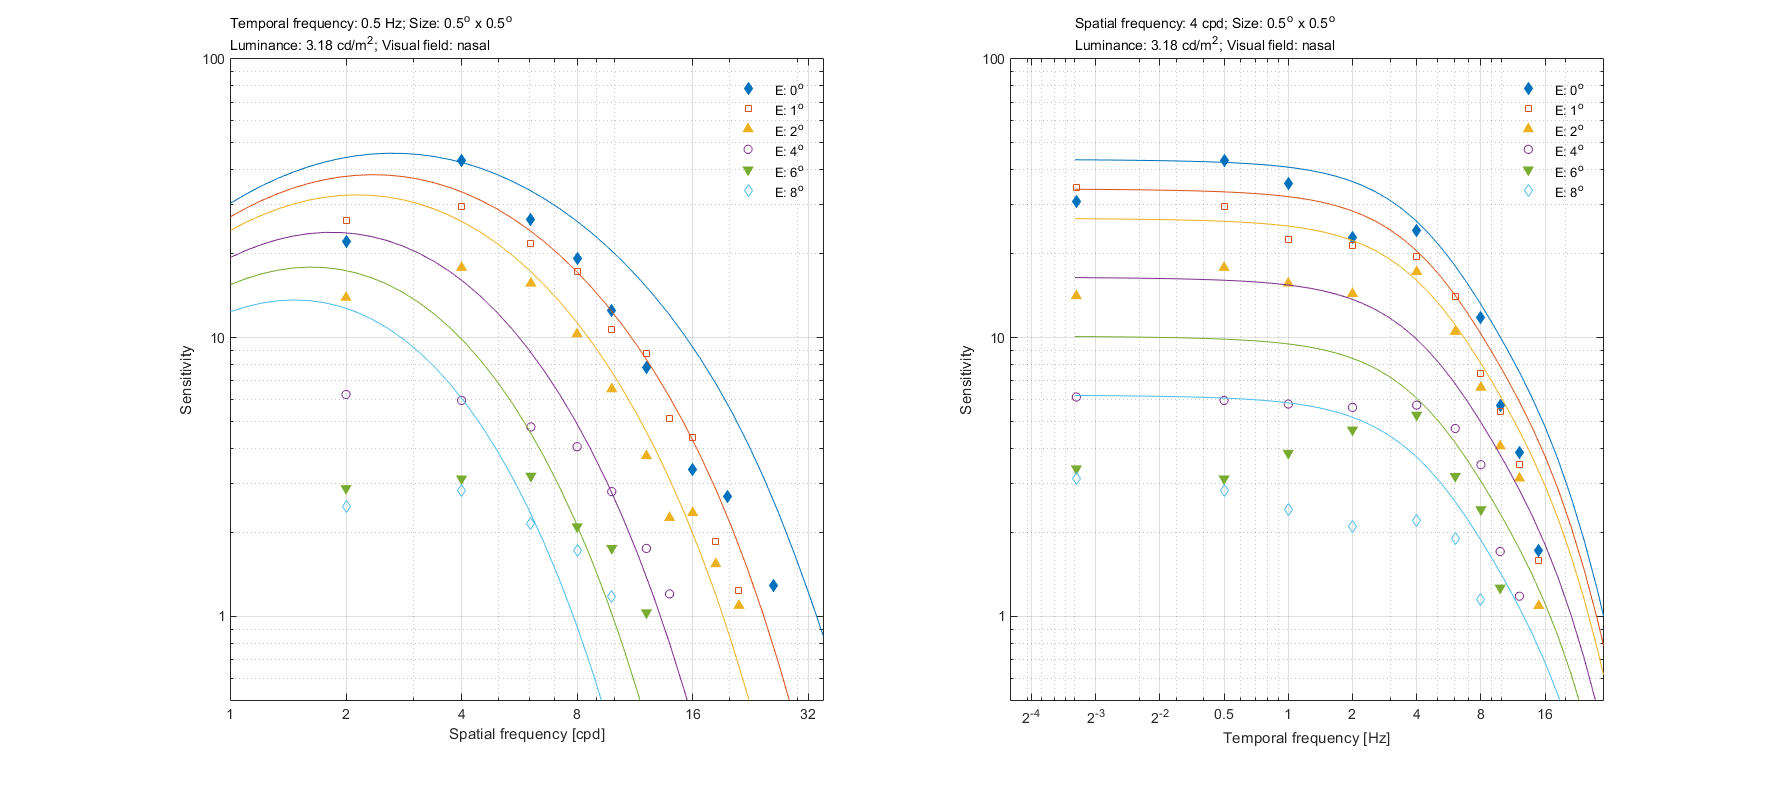 Temporal frequency: 0.5 Hz; Size: 0.5° x 0.5°
Luminance: 3.18 cd/m²; Visual field: nasal
100
10
1
Sensitivity
E: 0°
E: 1°
E: 2°
E: 4°
E: 6°
E: 8°
1 2 4 8 16 32
Spatial frequency [cpd]
Spatial frequency: 4 cpd; Size: 0.5° x 0.5°
Luminance: 3.18 cd/m²; Visual field: nasal
100
10
1
Sensitivity
E: 0°
E: 1°
E: 2°
E: 4°
E: 6°
E: 8°
2⁻⁴ 2⁻³ 2⁻² 0.5 1 2 4 8 16
Temporal frequency [Hz]